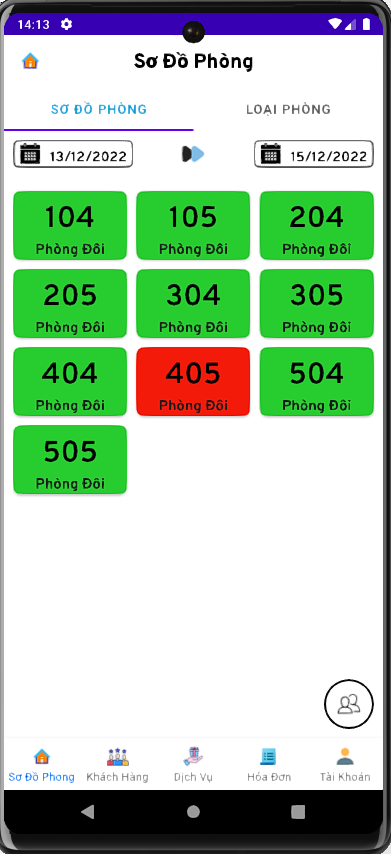 14:13
Sơ Đồ Phòng
SƠ ĐỒ PHÒNG LOẠI PHÒNG
13/12/2022 15/12/2022
104 105 204
Phòng Đôi Phòng Đôi Phòng Đôi
205 304 305
Phòng Đôi Phòng Đôi Phòng Đôi
404 405 504
Phòng Đôi Phòng Đôi Phòng Đôi
505
Phòng Đôi
Sơ Đồ Phòng Khách Hàng Dịch Vụ Hóa Đơn Tài Khoản